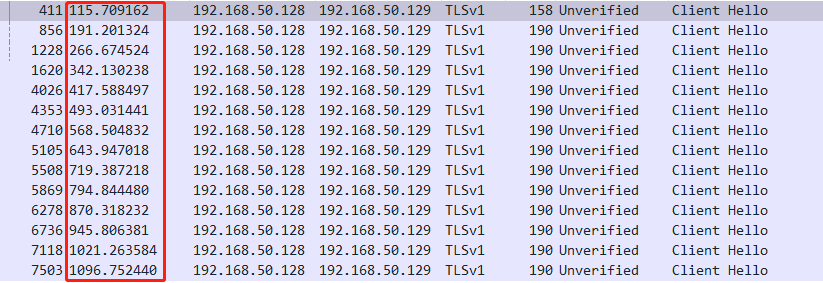 411 115.709162 192.168.50.128 192.168.50.129 TLSv1 158 Unverified Client Hello
856 191.201324 192.168.50.128 192.168.50.129 TLSv1 190 Unverified Client Hello
1228 266.674524 192.168.50.128 192.168.50.129 TLSv1 190 Unverified Client Hello
1620 342.130238 192.168.50.128 192.168.50.129 TLSv1 190 Unverified Client Hello
4026 417.588497 192.168.50.128 192.168.50.129 TLSv1 190 Unverified Client Hello
4353 493.031441 192.168.50.128 192.168.50.129 TLSv1 190 Unverified Client Hello
4710 568.504832 192.168.50.128 192.168.50.129 TLSv1 190 Unverified Client Hello
5105 643.947018 192.168.50.128 192.168.50.129 TLSv1 190 Unverified Client Hello
5508 719.387218 192.168.50.128 192.168.50.129 TLSv1 190 Unverified Client Hello
5869 794.844480 192.168.50.128 192.168.50.129 TLSv1 190 Unverified Client Hello
6278 870.318232 192.168.50.128 192.168.50.129 TLSv1 190 Unverified Client Hello
6736 945.806381 192.168.50.128 192.168.50.129 TLSv1 190 Unverified Client Hello
7118 1021.263584 192.168.50.128 192.168.50.129 TLSv1 190 Unverified Client Hello
7503 1096.752440 192.168.50.128 192.168.50.129 TLSv1 190 Unverified Client Hello